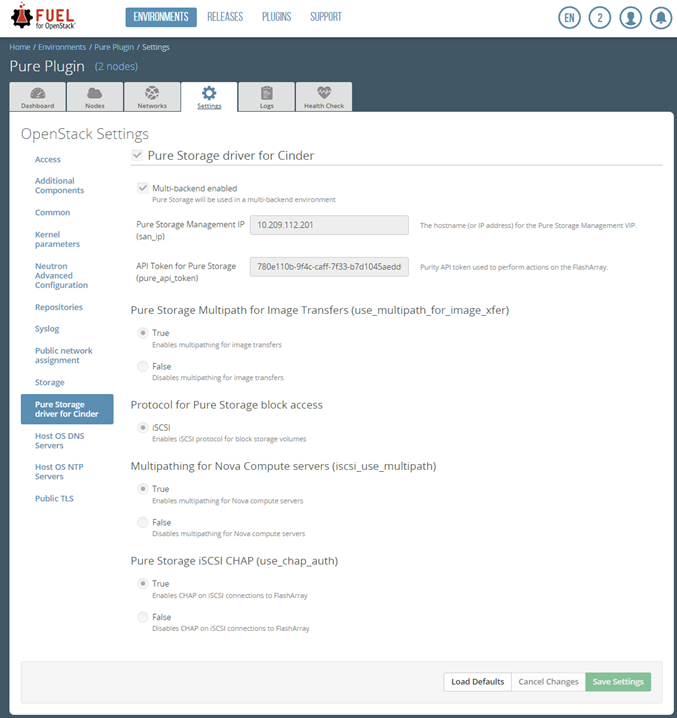 FUEL
for OpenStack
ENVIRONMENTS RELEASES PLUGINS SUPPORT
EN 2
Home / Environments / Pure Plugin / Settings
Pure Plugin (2 nodes)
Dashboard Nodes Networks Settings Logs Health Check
OpenStack Settings
Access
Additional
Components
Common
Kernel
parameters
Neutron
Advanced
Configuration
Repositories
Syslog
Public network
assignment
Storage
Pure Storage
driver for Cinder
Host OS DNS
Servers
Host OS NTP
Servers
Public TLS
Pure Storage driver for Cinder
Multi-backend enabled
Pure Storage will be used in a multi-backend environment
Pure Storage Management IP
(san_ip)
10.209.112.201
The hostname (or IP address) for the Pure Storage Management VIP.
API Token for Pure Storage
(pure_api_token)
780e110b-9f4c-caff-7f33-b7d1045aedd
Purity API token used to perform actions on the FlashArray.
Pure Storage Multipath for Image Transfers (use_multipath_for_image_xfer)
True
Enables multipathing for image transfers
False
Disables multipathing for image transfers
Protocol for Pure Storage block access
iSCSI
Enables iSCSI protocol for block storage volumes
Multipathing for Nova Compute servers (iscsi_use_multipath)
True
Enables multipathing for Nova compute servers
False
Disables multipathing for Nova compute servers
Pure Storage iSCSI CHAP (use_chap_auth)
True
Enables CHAP on iSCSI connections to FlashArray
False
Disables CHAP on iSCSI connections to FlashArray
Load Defaults Cancel Changes Save Settings